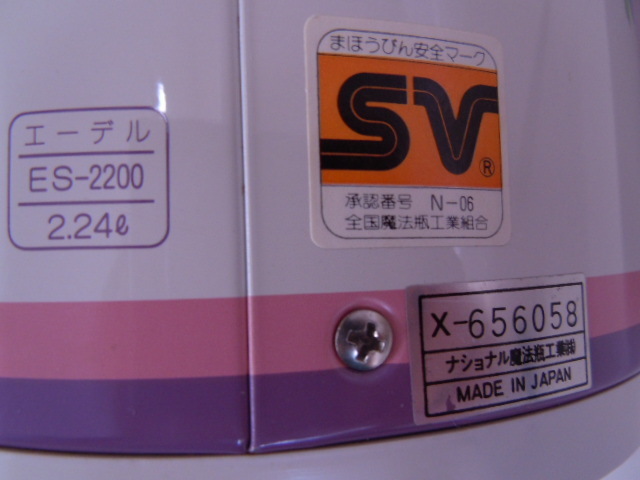 エーデル
ES-2200
2.24ℓ
まほうびん安全マーク
SV®
承認番号 N-06
全国魔法瓶工業組合
X-656058
ナショナル魔法瓶工業㈱
MADE IN JAPAN